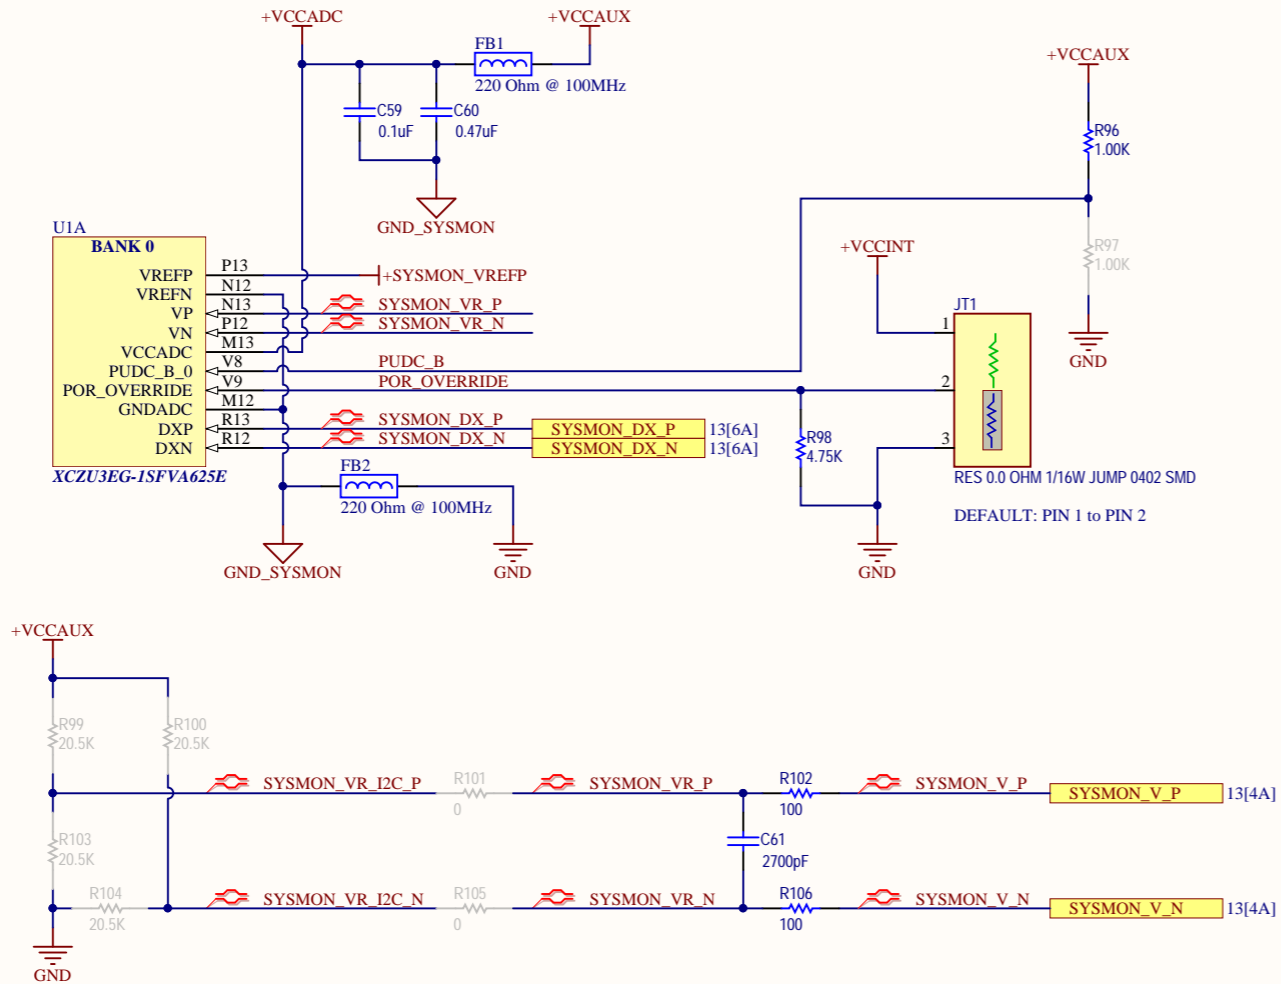 +VCCADC
+VCCAUX
FB1
220 Ohm @ 100MHz
C59
0.1uF
C60
0.47uF
GND_SYSMON
+VCCAUX
R96
1.00K
R97
1.00K
GND
U1A
BANK 0
VREFP P13 +SYSMON_VREFP
VREFN N12
VP N13 SYSMON_VR_P
VN P12 SYSMON_VR_N
VCCADC M13
PUDC_B_0 V8 PUDC_B
POR_OVERRIDE V9 POR_OVERRIDE
GNDADC M12
DXP R13 SYSMON_DX_P SYSMON_DX_P 13[6A]
DXN R12 SYSMON_DX_N SYSMON_DX_N 13[6A]
XCZU3EG-1SFVA625E
FB2
220 Ohm @ 100MHz
GND_SYSMON
GND
+VCCINT
JT1
1
2
3
R98
4.75K
GND
RES 0.0 OHM 1/16W JUMP 0402 SMD
DEFAULT: PIN 1 to PIN 2
+VCCAUX
R99
20.5K
R100
20.5K
SYSMON_VR_I2C_P
R101
0
SYSMON_VR_P
R102
100
SYSMON_V_P
SYSMON_V_P 13[4A]
R103
20.5K
C61
2700pF
R104
20.5K
SYSMON_VR_I2C_N
R105
0
SYSMON_VR_N
R106
100
SYSMON_V_N
SYSMON_V_N 13[4A]
GND